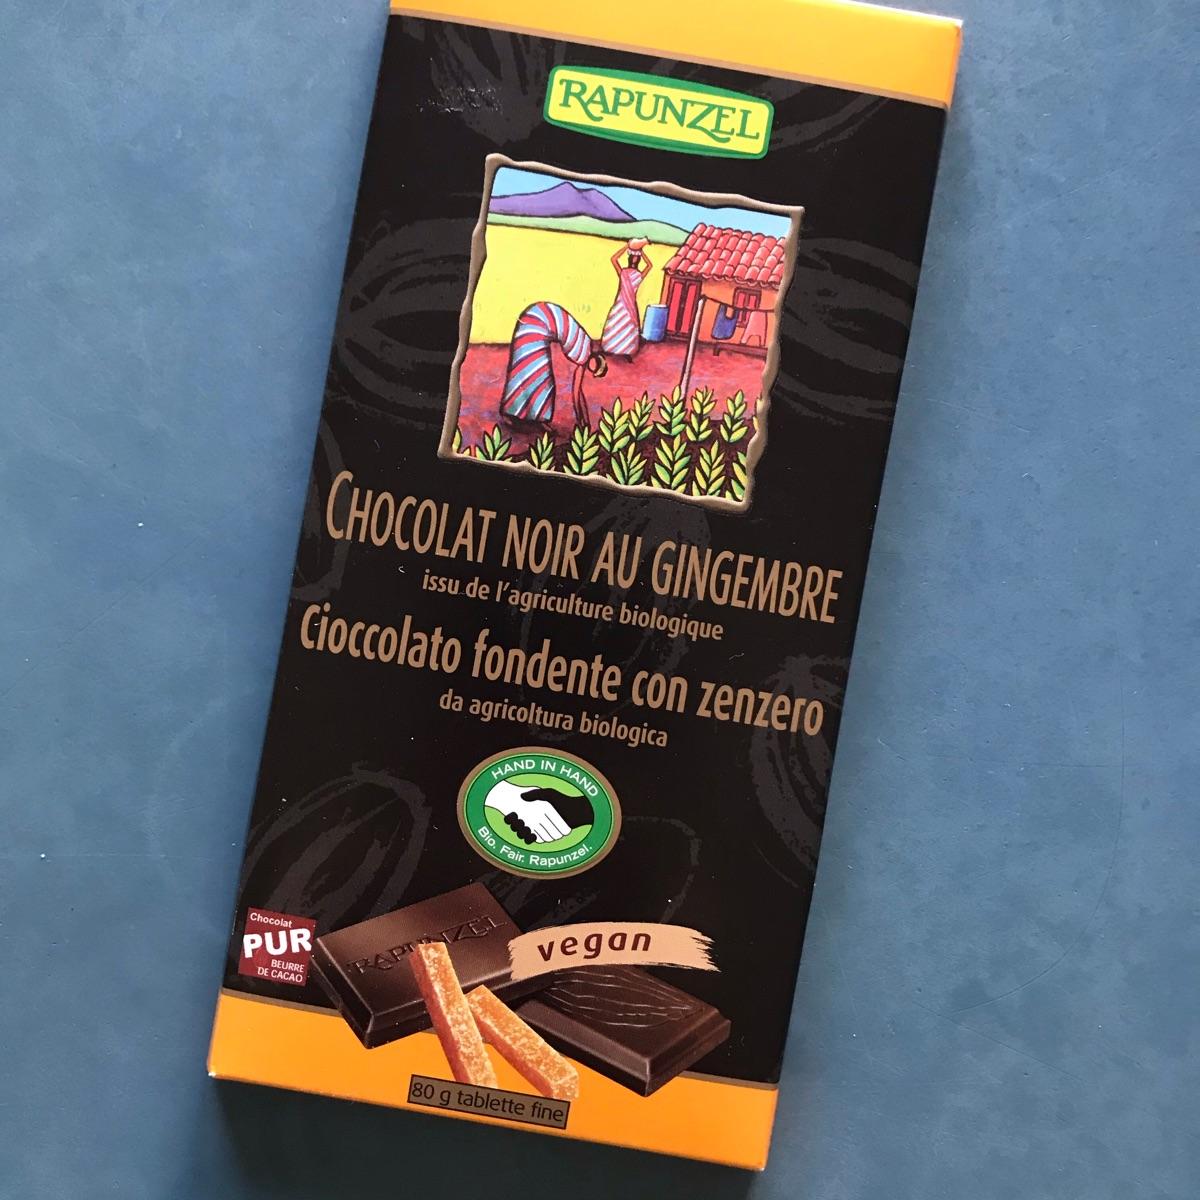 RAPUNZEL
CHOCOLAT NOIR AU GINGEMBRE
issu de l'agriculture biologique
Cioccolato fondente con zenzero
da agricoltura biologica
HAND IN HAND
Bio. Fair. Rapunzel.
Chocolat
PUR
BEURRE
DE CACAO
RAPUNZEL
vegan
80 g tablette fine